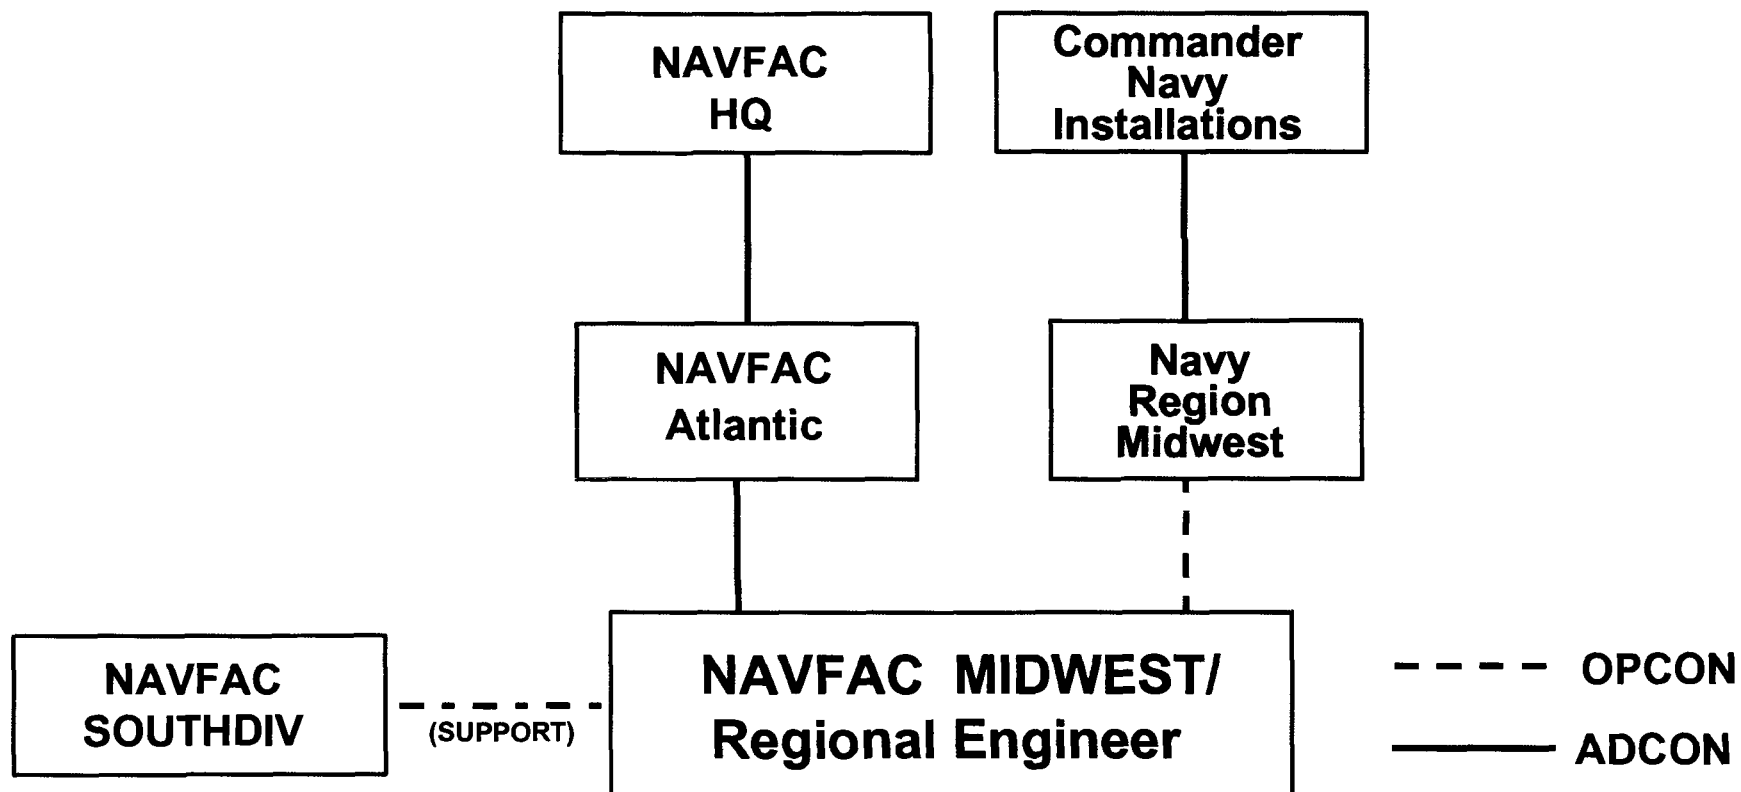 NAVFAC
HQ
Commander
Navy
Installations
NAVFAC
Atlantic
Navy
Region
Midwest
NAVFAC
SOUTHDIV
(SUPPORT)
NAVFAC MIDWEST/
Regional Engineer
OPCON
ADCON